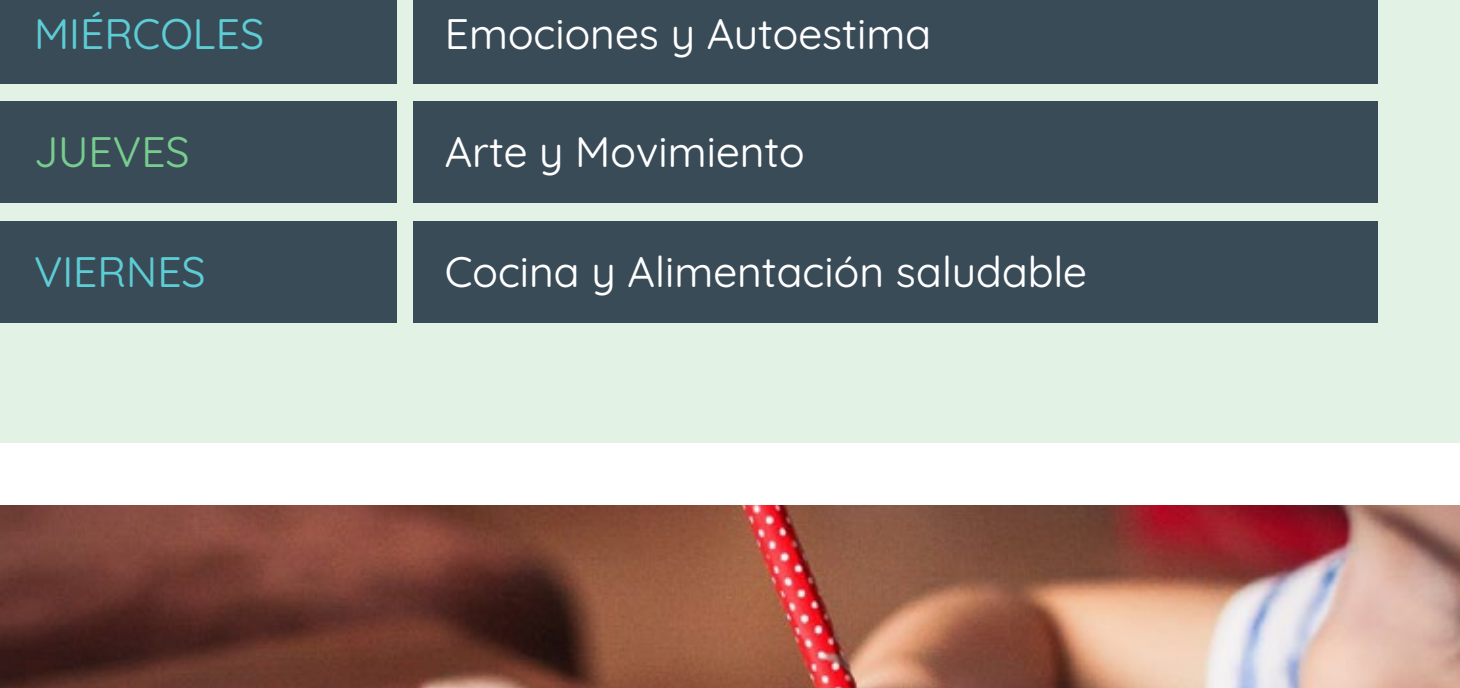 MIÉRCOLES Emociones y Autoestima
JUEVES Arte y Movimiento
VIERNES Cocina y Alimentación saludable